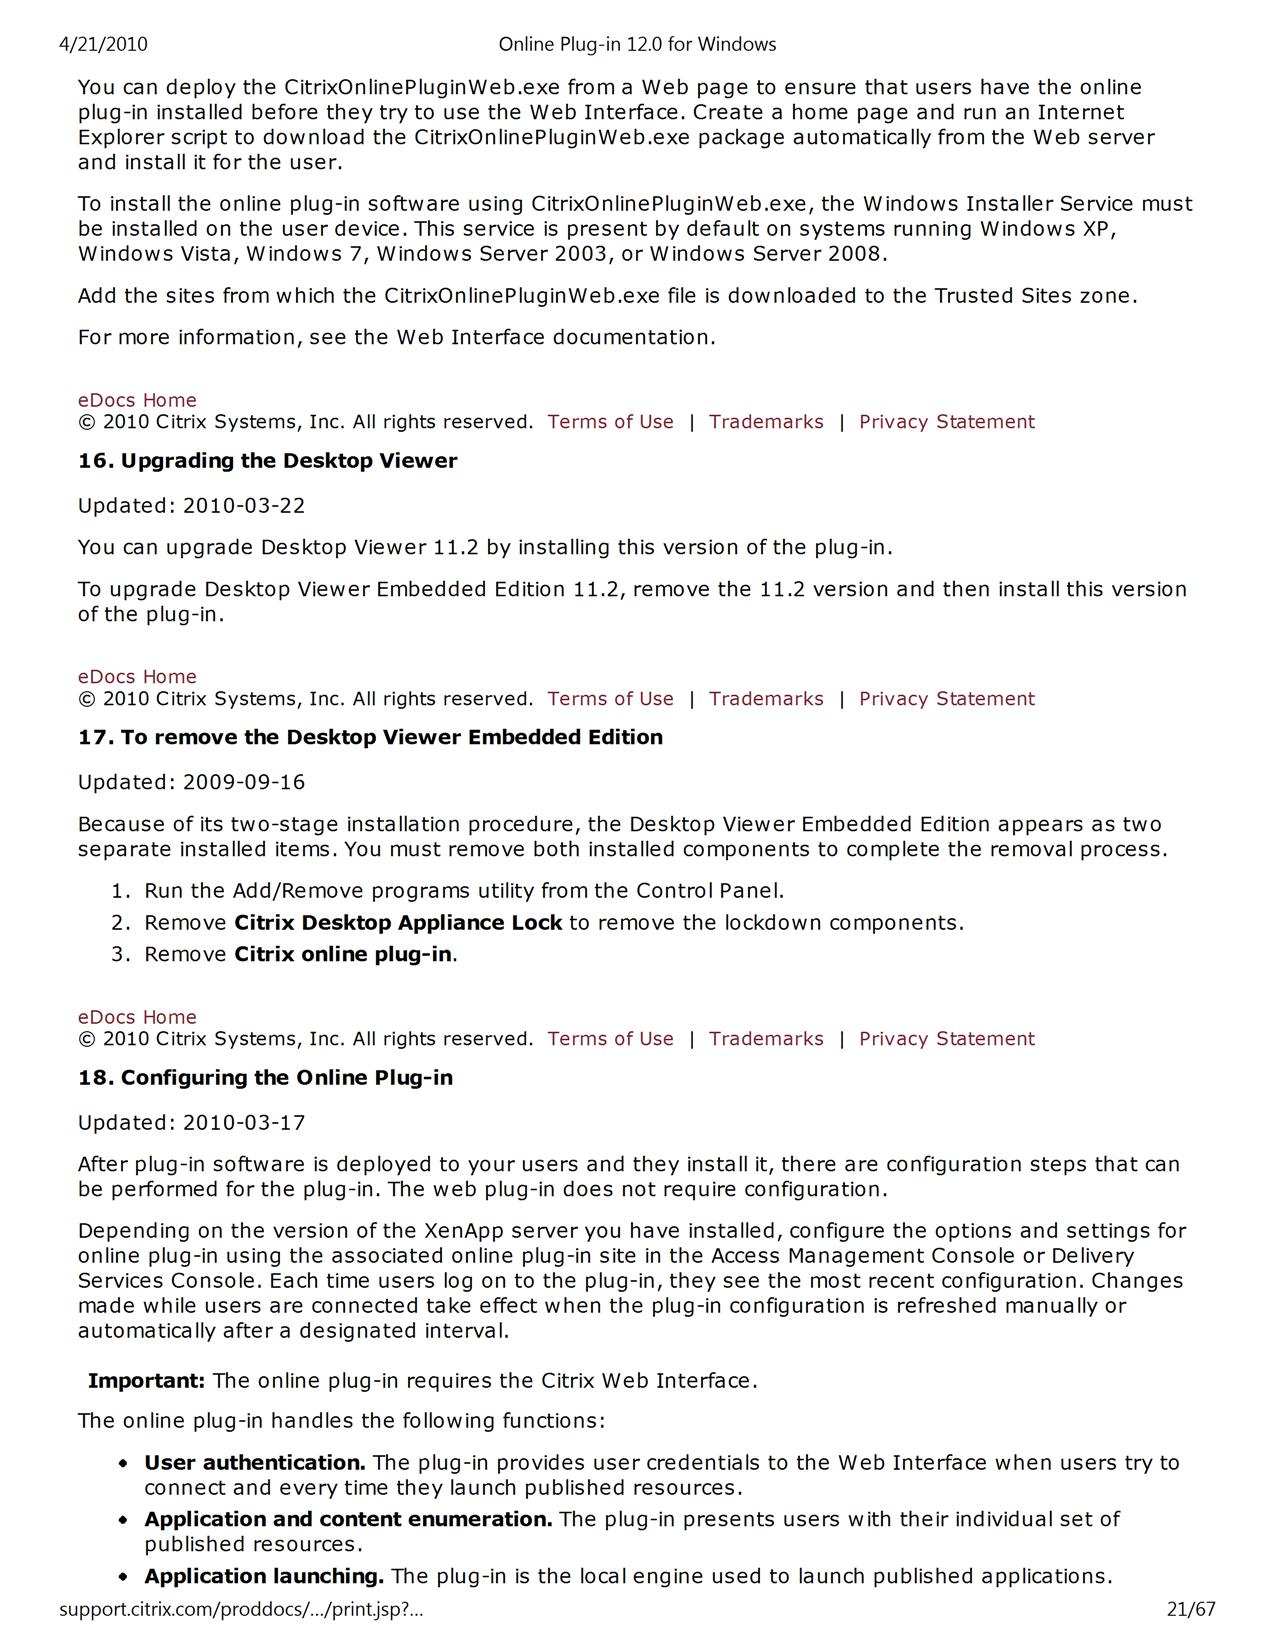 4/21/2010 Online Plug-in 12.0 for Windows
You can deploy the CitrixOnlinePluginWeb.exe from a Web page to ensure that users have the online
plug-in installed before they try to use the Web Interface. Create a home page and run an Internet
Explorer script to download the CitrixOnlinePluginWeb.exe package automatically from the Web server
and install it for the user.
To install the online plug-in software using CitrixOnlinePluginWeb.exe, the Windows Installer Service must
be installed on the user device. This service is present by default on systems running Windows XP,
Windows Vista, Windows 7, Windows Server 2003, or Windows Server 2008.
Add the sites from which the CitrixOnlinePluginWeb.exe file is downloaded to the Trusted Sites zone.
For more information, see the Web Interface documentation.
eDocs Home
© 2010 Citrix Systems, Inc. All rights reserved. Terms of Use | Trademarks | Privacy Statement
16. Upgrading the Desktop Viewer
Updated: 2010-03-22
You can upgrade Desktop Viewer 11.2 by installing this version of the plug-in.
To upgrade Desktop Viewer Embedded Edition 11.2, remove the 11.2 version and then install this version
of the plug-in.
eDocs Home
© 2010 Citrix Systems, Inc. All rights reserved. Terms of Use | Trademarks | Privacy Statement
17. To remove the Desktop Viewer Embedded Edition
Updated: 2009-09-16
Because of its two-stage installation procedure, the Desktop Viewer Embedded Edition appears as two
separate installed items. You must remove both installed components to complete the removal process.
1. Run the Add/Remove programs utility from the Control Panel.
2. Remove Citrix Desktop Appliance Lock to remove the lockdown components.
3. Remove Citrix online plug-in.
eDocs Home
© 2010 Citrix Systems, Inc. All rights reserved. Terms of Use | Trademarks | Privacy Statement
18. Configuring the Online Plug-in
Updated: 2010-03-17
After plug-in software is deployed to your users and they install it, there are configuration steps that can
be performed for the plug-in. The web plug-in does not require configuration.
Depending on the version of the XenApp server you have installed, configure the options and settings for
online plug-in using the associated online plug-in site in the Access Management Console or Delivery
Services Console. Each time users log on to the plug-in, they see the most recent configuration. Changes
made while users are connected take effect when the plug-in configuration is refreshed manually or
automatically after a designated interval.
Important: The online plug-in requires the Citrix Web Interface.
The online plug-in handles the following functions:
• User authentication. The plug-in provides user credentials to the Web Interface when users try to
connect and every time they launch published resources.
• Application and content enumeration. The plug-in presents users with their individual set of
published resources.
• Application launching. The plug-in is the local engine used to launch published applications.
support.citrix.com/proddocs/.../print.jsp?... 21/67